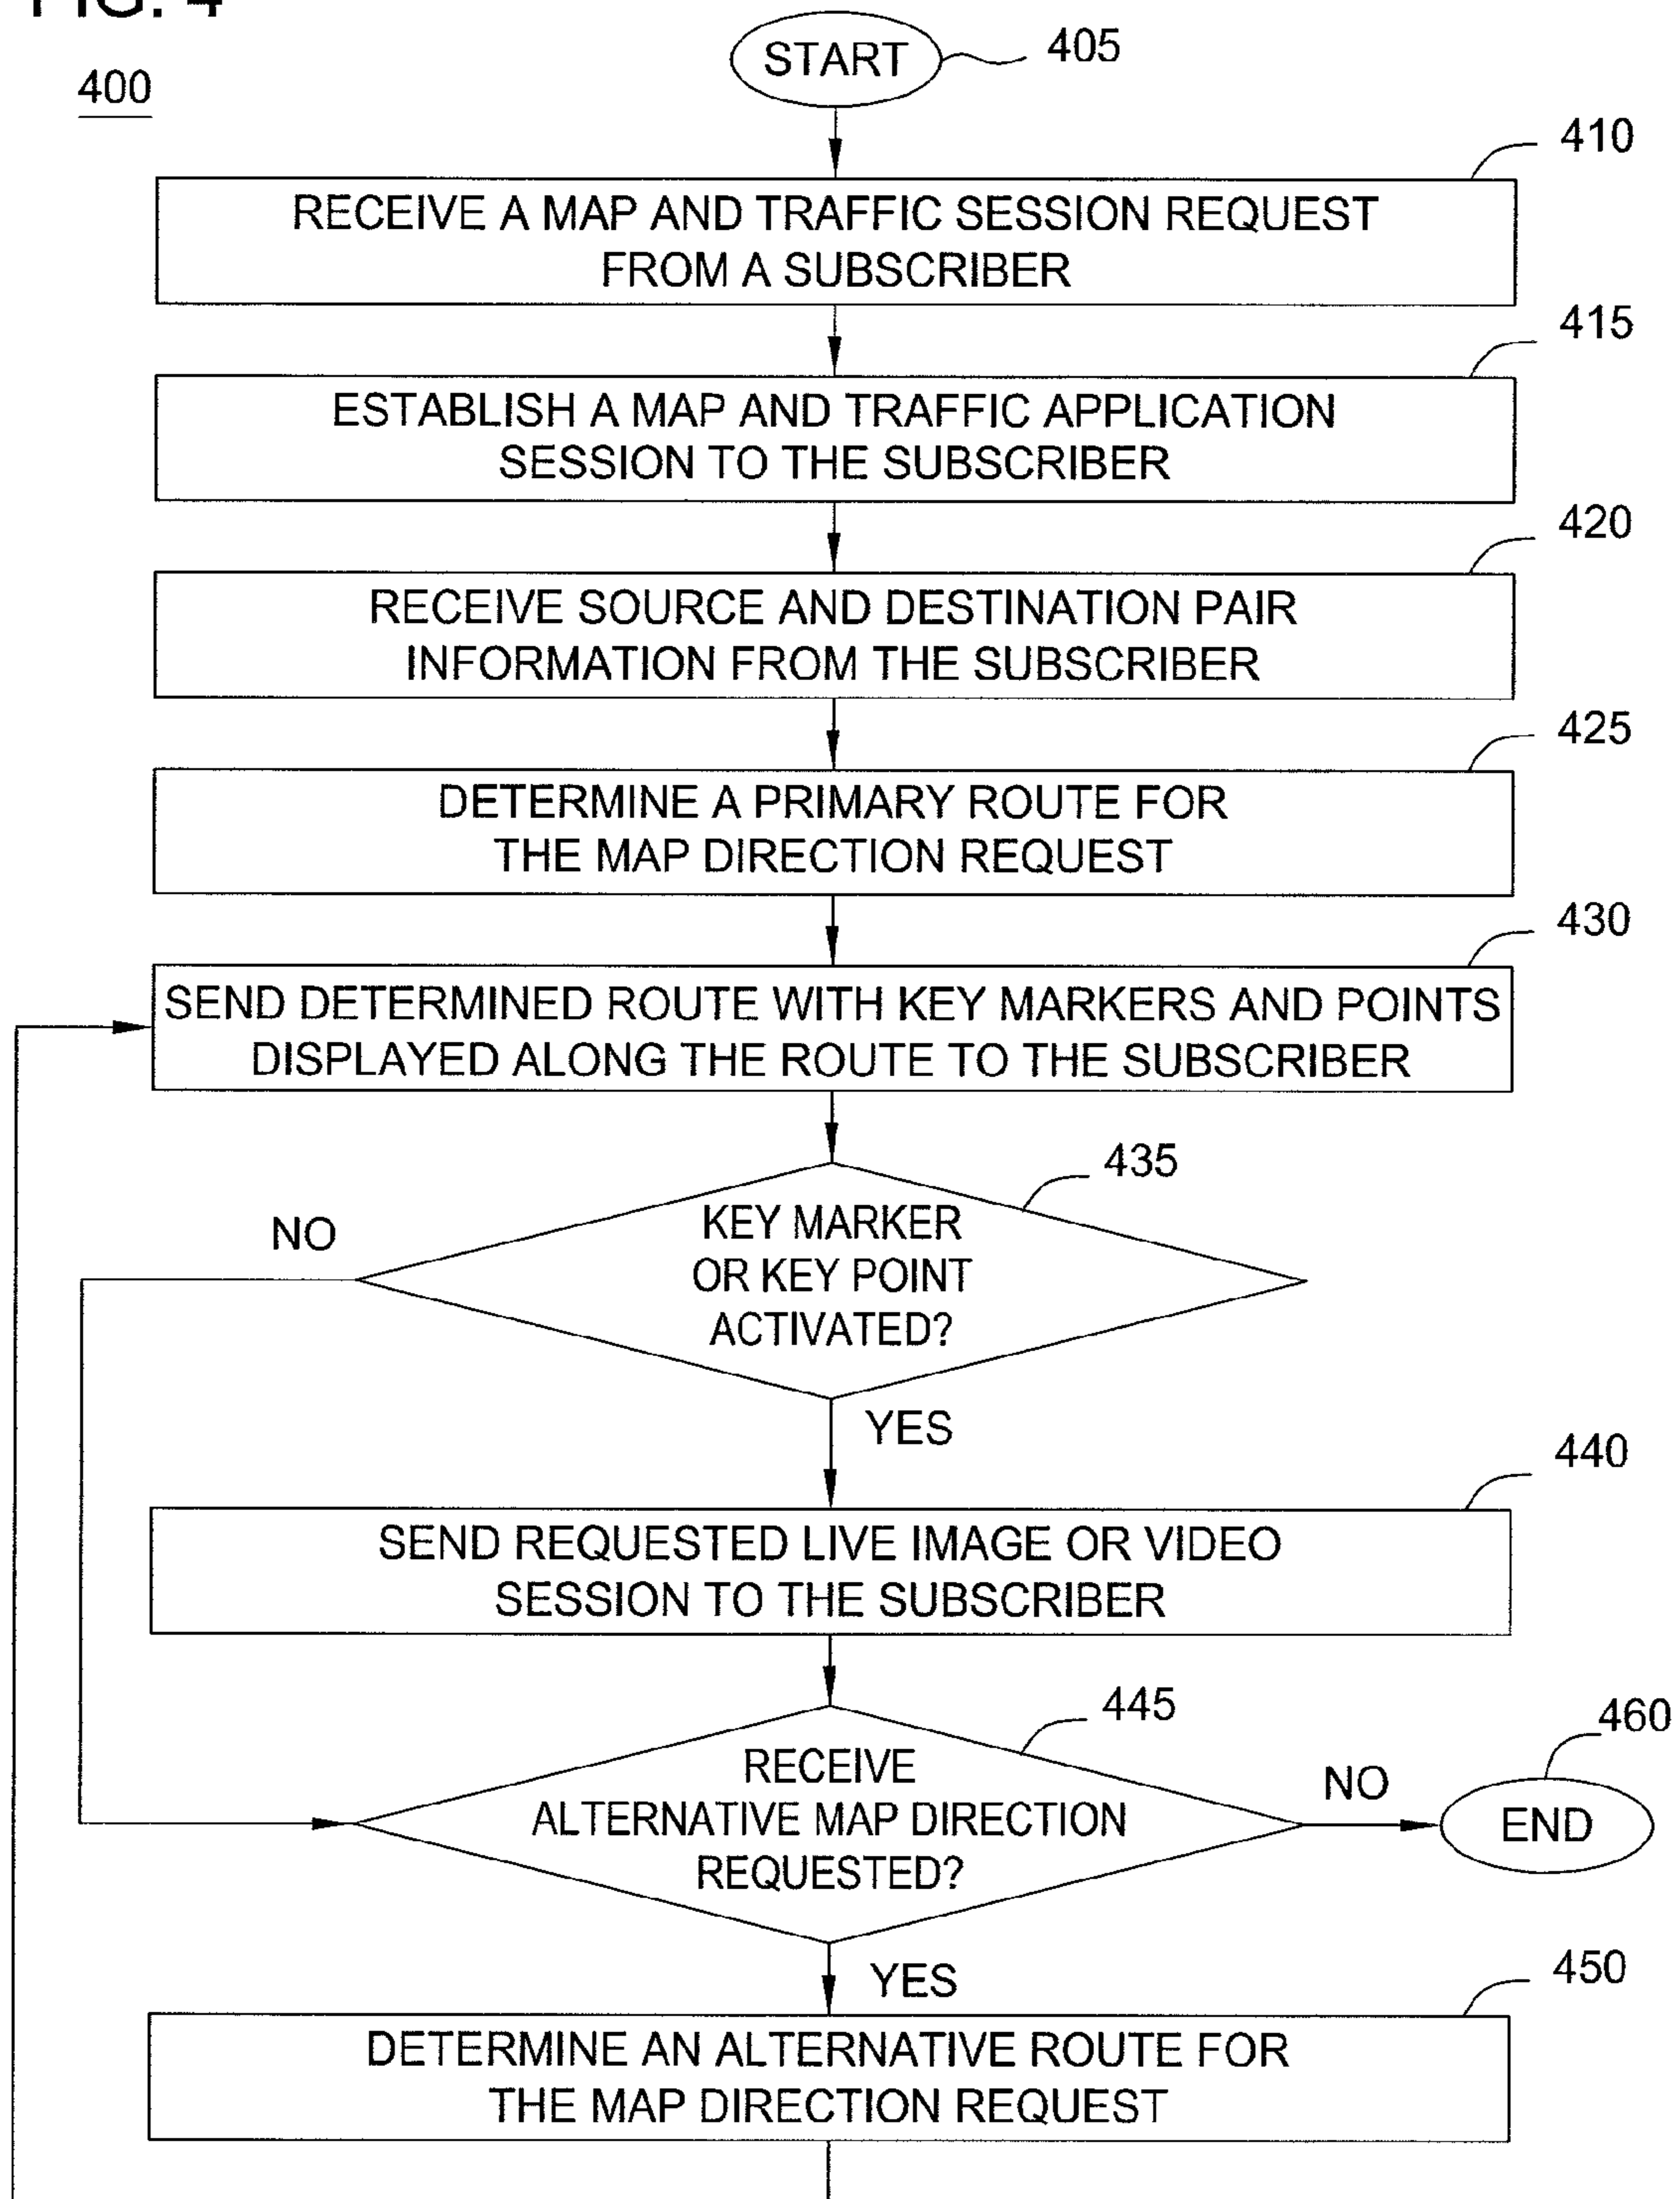 FIG. 4
400
START
405
410
RECEIVE A MAP AND TRAFFIC SESSION REQUEST
FROM A SUBSCRIBER
415
ESTABLISH A MAP AND TRAFFIC APPLICATION
SESSION TO THE SUBSCRIBER
420
RECEIVE SOURCE AND DESTINATION PAIR
INFORMATION FROM THE SUBSCRIBER
425
DETERMINE A PRIMARY ROUTE FOR
THE MAP DIRECTION REQUEST
430
SEND DETERMINED ROUTE WITH KEY MARKERS AND POINTS
DISPLAYED ALONG THE ROUTE TO THE SUBSCRIBER
435
NO
KEY MARKER
OR KEY POINT
ACTIVATED?
YES
440
SEND REQUESTED LIVE IMAGE OR VIDEO
SESSION TO THE SUBSCRIBER
445
460
RECEIVE
ALTERNATIVE MAP DIRECTION
REQUESTED?
NO
END
YES
450
DETERMINE AN ALTERNATIVE ROUTE FOR
THE MAP DIRECTION REQUEST